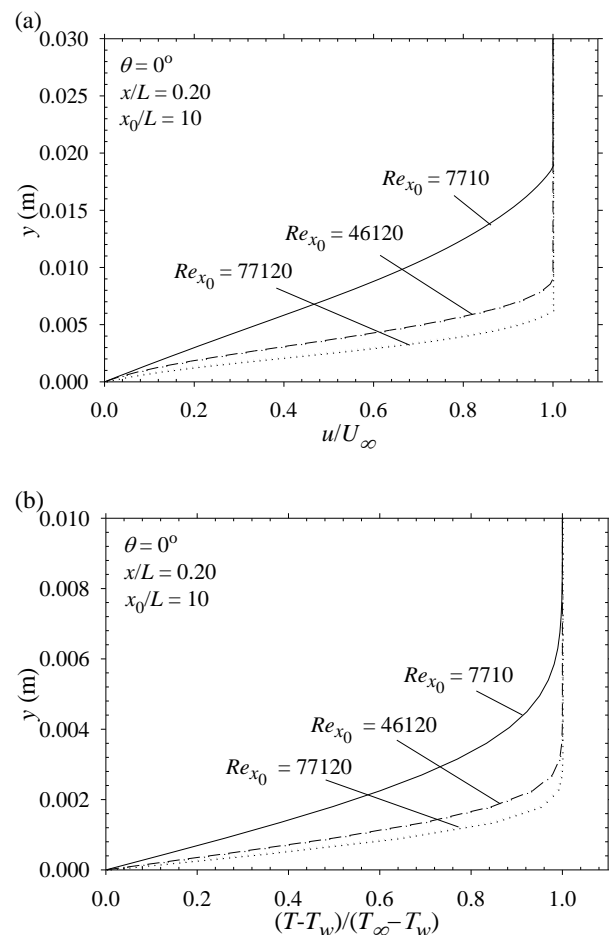 (a)
0.030
0.025
0.020
0.015
0.010
0.005
0.000
y (m)
θ = 0°
x/L = 0.20
x₀/L = 10
Reₓ₀ = 7710
Reₓ₀ = 46120
Reₓ₀ = 77120
0.0 0.2 0.4 0.6 0.8 1.0
u/U∞
(b)
0.010
0.008
0.006
0.004
0.002
0.000
y (m)
θ = 0°
x/L = 0.20
x₀/L = 10
Reₓ₀ = 7710
Reₓ₀ = 46120
Reₓ₀ = 77120
0.0 0.2 0.4 0.6 0.8 1.0
(T-T_w)/(T∞−T_w)